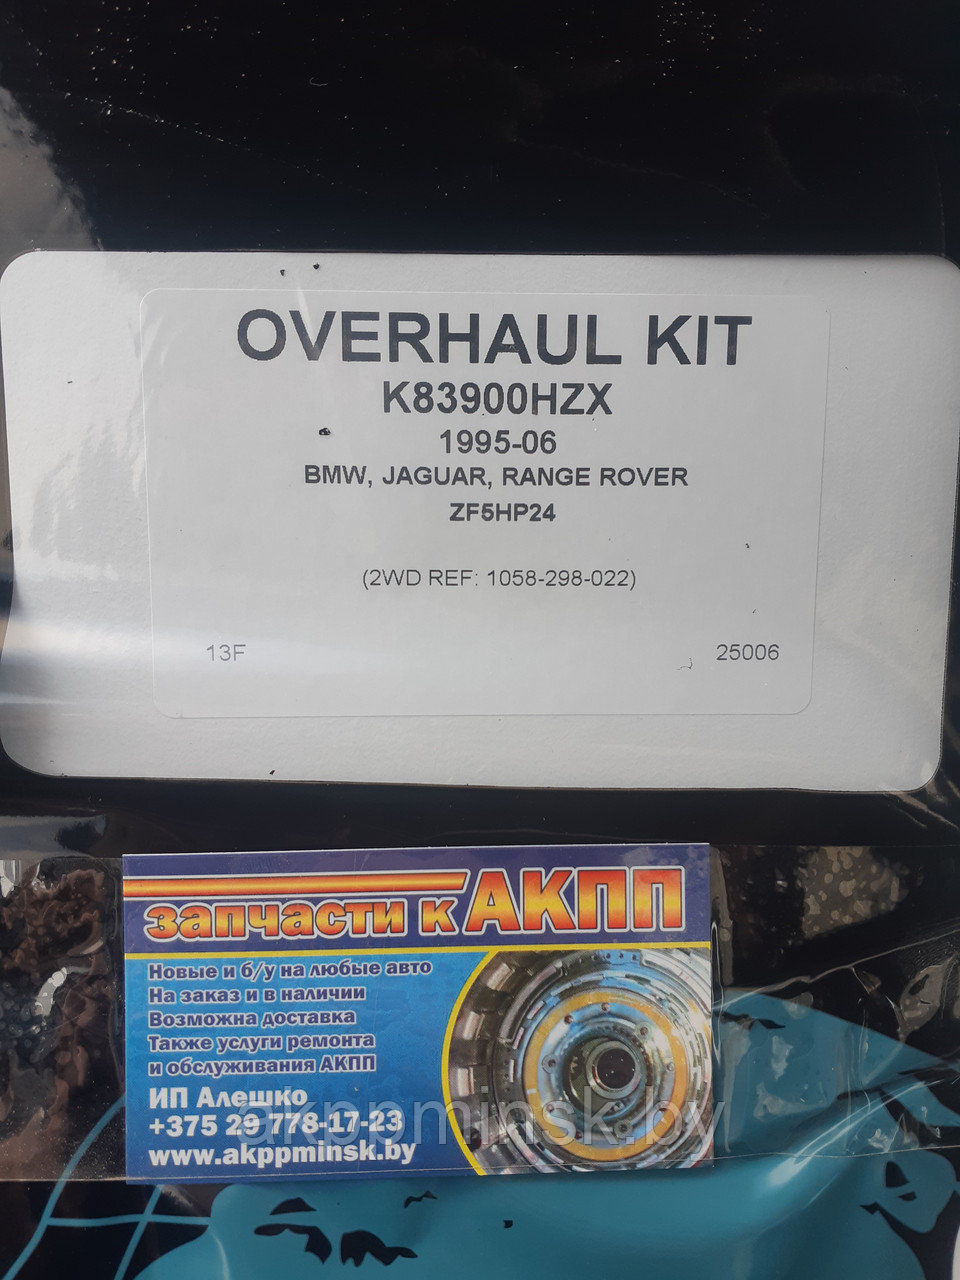 OVERHAUL KIT
K83900HZX
1995-06
BMW, JAGUAR, RANGE ROVER
ZF5HP24
(2WD REF: 1058-298-022)
13F 25006
запчасти к АКПП
Новые и б/у на любые авто
На заказ и в наличии
Возможна доставка
Также услуги ремонта
и обслуживания АКПП
ИП Алешко
+375 29 778-17-23
www.akppminsk.by
akppminsk.by